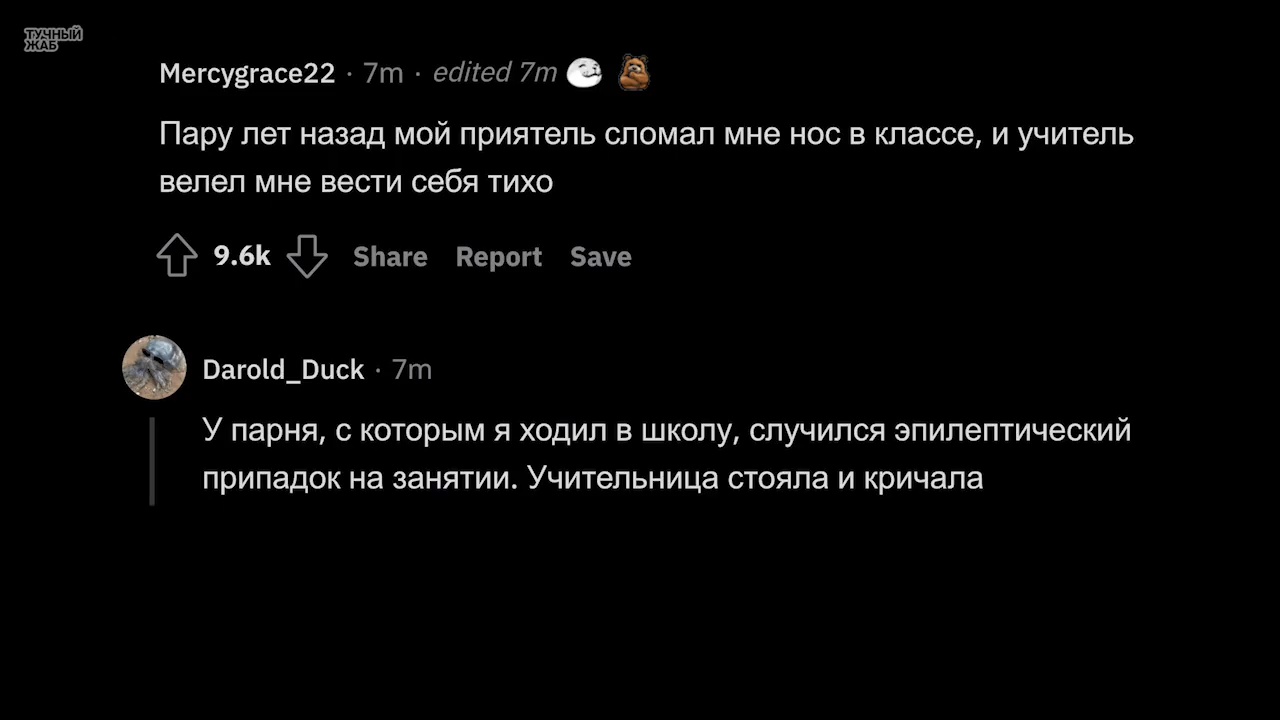 ТУЧНЫЙ
ЖАБ
Mercygrace22 · 7m · edited 7m
Пару лет назад мой приятель сломал мне нос в классе, и учитель
велел мне вести себя тихо
9.6k Share Report Save
Darold_Duck · 7m
У парня, с которым я ходил в школу, случился эпилептический
припадок на занятии. Учительница стояла и кричала